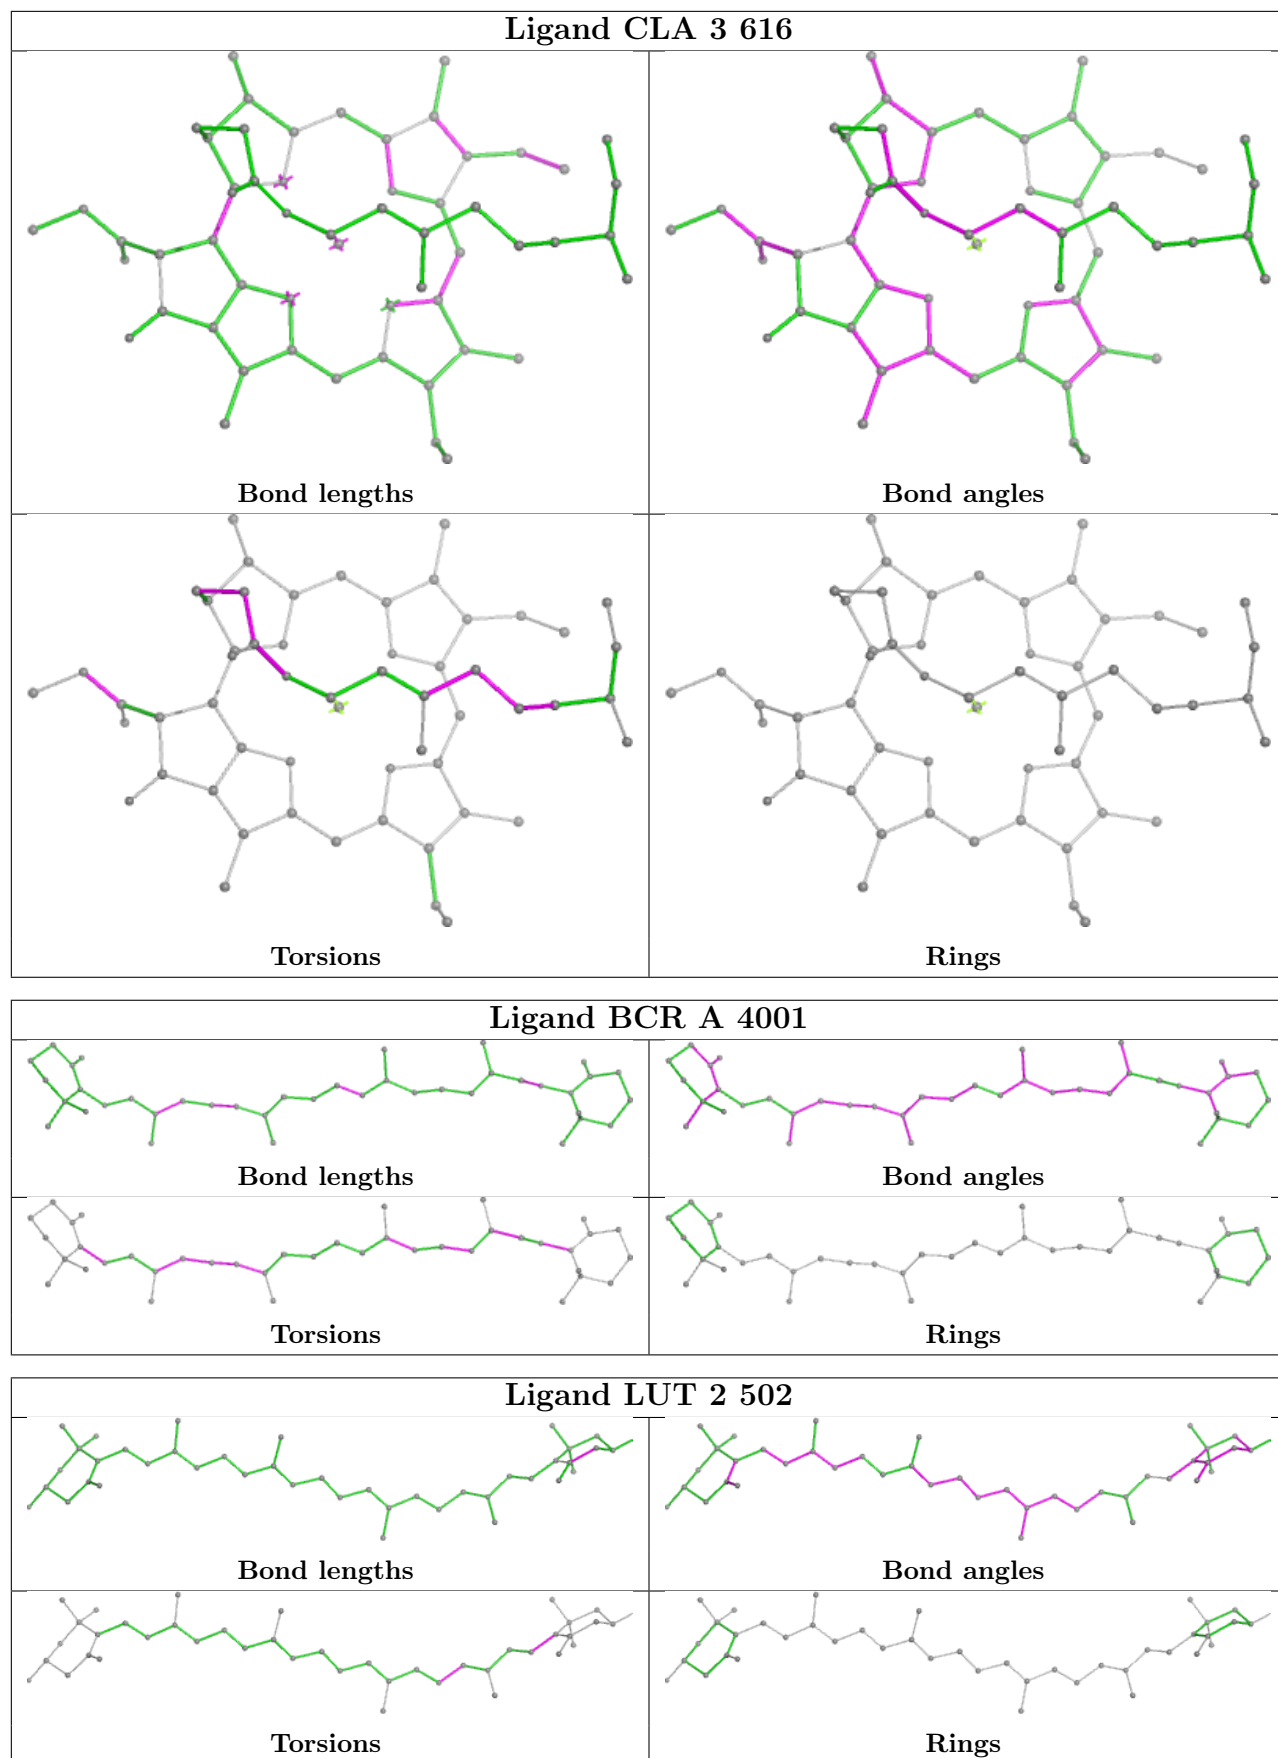 Ligand CLA 3 616
Bond lengths
Bond angles
Torsions
Rings
Ligand BCR A 4001
Bond lengths
Bond angles
Torsions
Rings
Ligand LUT 2 502
Bond lengths
Bond angles
Torsions
Rings